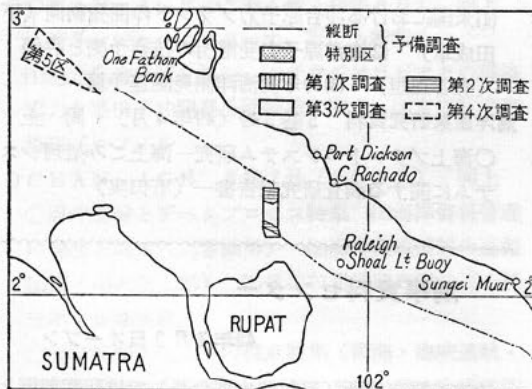 3°
縦断
特別
予備調査
第1次調査
第2次調査
第3次調査
第4次調査
第5区
One Fathom
Bank
Port Dickson
C. Rachado
Raleigh
Shoal Lt Buoy
Sungei Muar
2°
2°
RUPAT
SUMATRA
102°